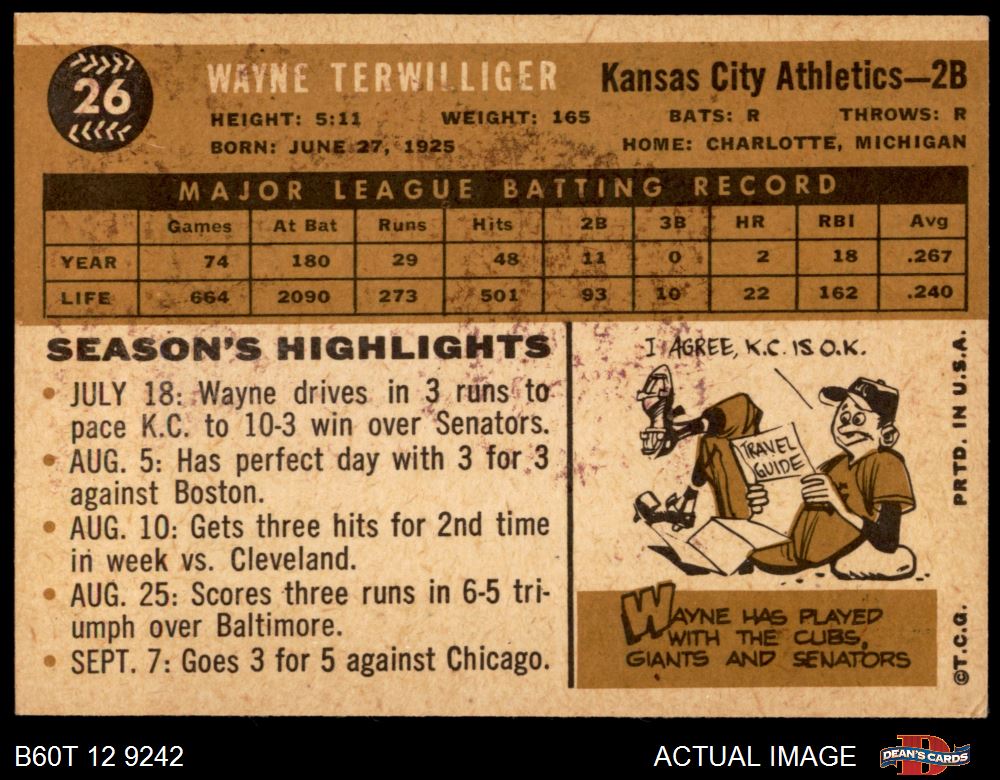 26
WAYNE TERWILLIGER Kansas City Athletics—2B
HEIGHT: 5:11 WEIGHT: 165 BATS: R THROWS: R
BORN: JUNE 27, 1925 HOME: CHARLOTTE, MICHIGAN
MAJOR LEAGUE BATTING RECORD
Games At Bat Runs Hits 2B 3B HR RBI Avg
YEAR 74 180 29 48 11 0 2 18 .267
LIFE 664 2090 273 501 93 10 22 162 .240
SEASON'S HIGHLIGHTS
• JULY 18: Wayne drives in 3 runs to
pace K.C. to 10-3 win over Senators.
• AUG. 5: Has perfect day with 3 for 3
against Boston.
• AUG. 10: Gets three hits for 2nd time
in week vs. Cleveland.
• AUG. 25: Scores three runs in 6-5 tri-
umph over Baltimore.
• SEPT. 7: Goes 3 for 5 against Chicago.
I AGREE, K.C. IS O.K.
TRAVEL
GUIDE
WAYNE HAS PLAYED
WITH THE CUBS,
GIANTS AND SENATORS
©T.C.G. PRTD. IN U.S.A.
B60T 12 9242 ACTUAL IMAGE
DEAN'S CARDS